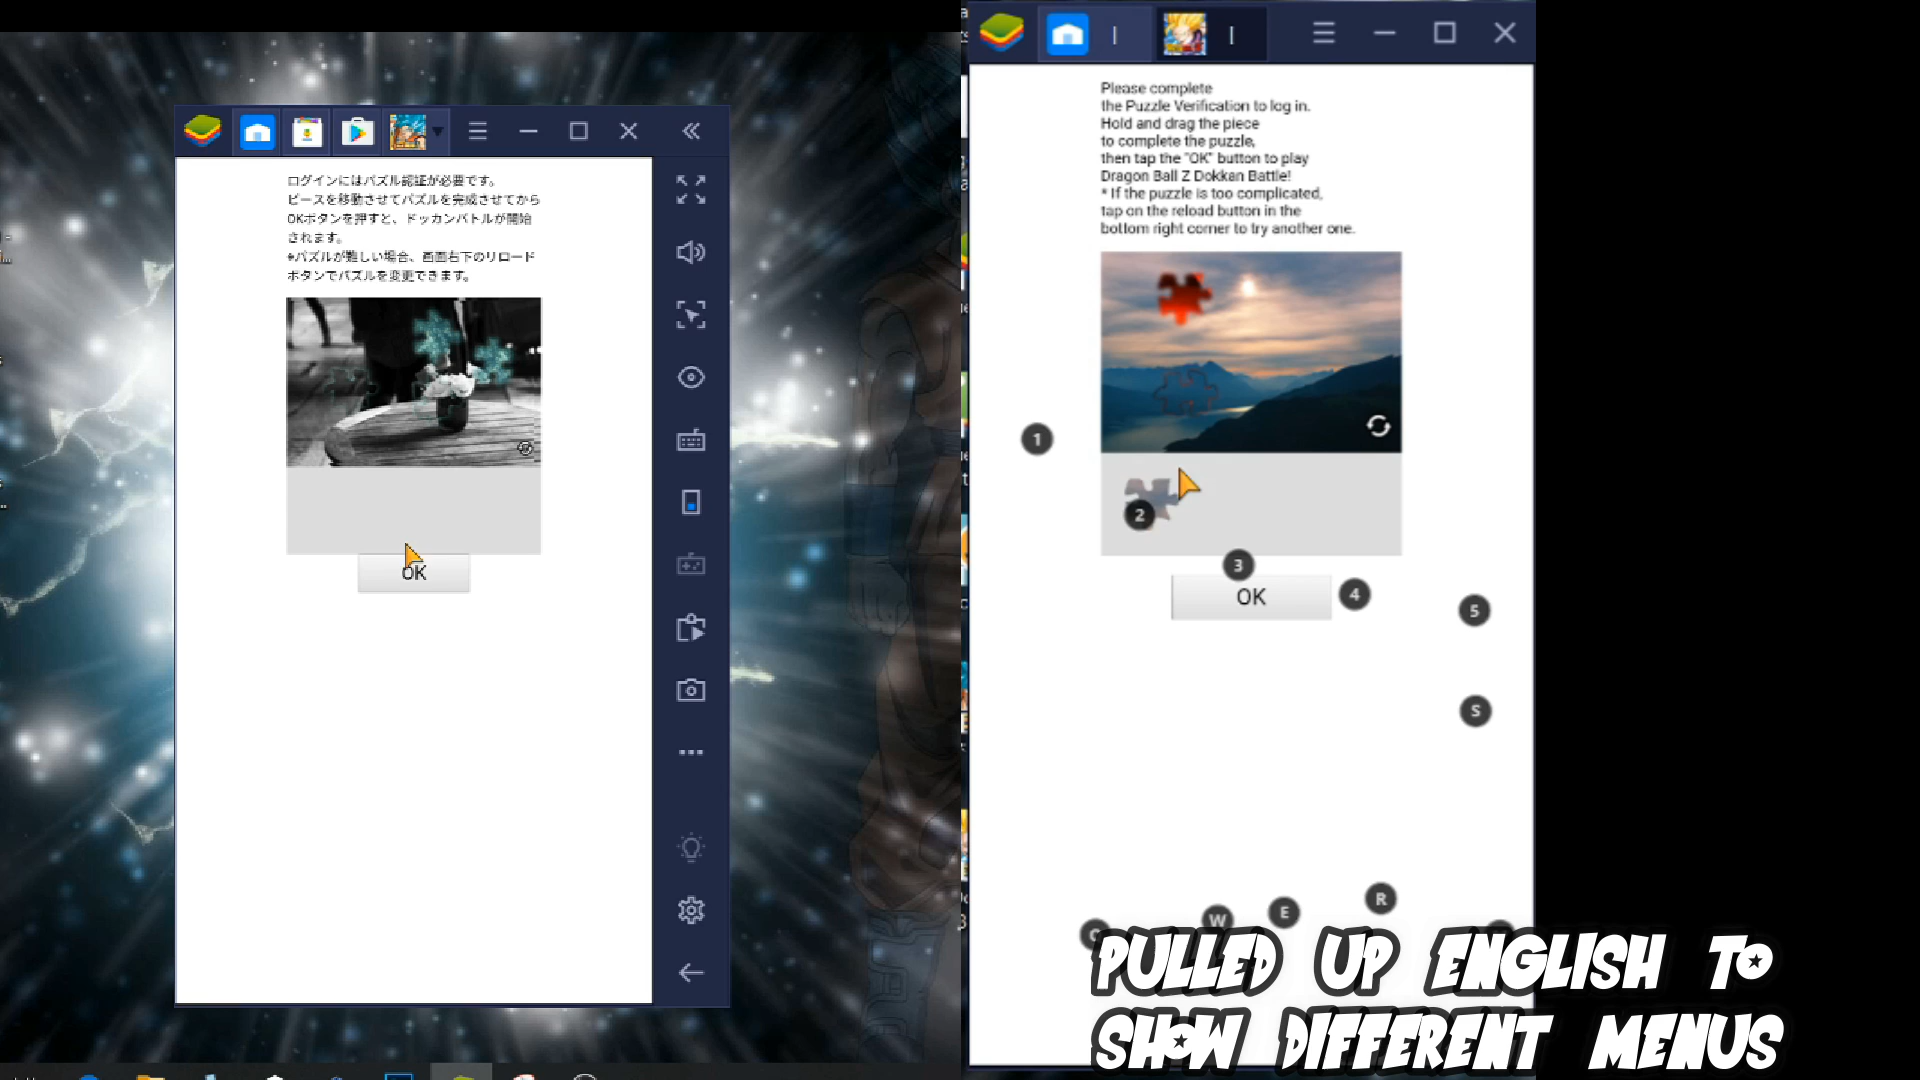 ログインにはパズル認証が必要です。
ピースを移動させてパズルを完成させてから
OKボタンを押すと、ドッカンバトルが開始
されます。
*パズルが難しい場合、画面右下のリロード
ボタンでパズルを変更できます。
OK
Please complete
the Puzzle Verification to log in.
Hold and drag the piece
to complete the puzzle,
then tap the "OK" button to play
Dragon Ball Z Dokkan Battle!
* If the puzzle is too complicated,
tap on the reload button in the
bottom right corner to try another one.
1
2
3
OK
4
5
S
W
E
R
PULLED UP ENGLISH TO
SHOW DIFFERENT MENUS